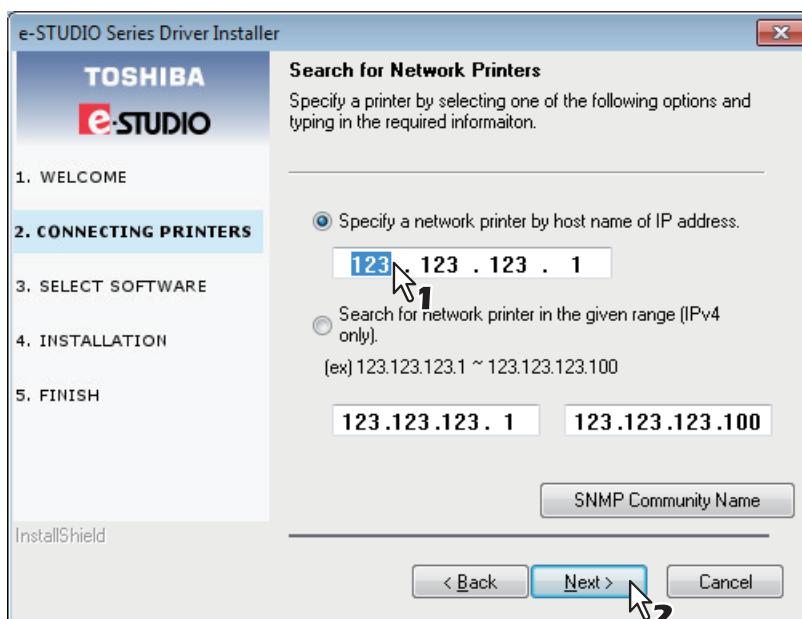 e-STUDIO Series Driver Installer
TOSHIBA
e-STUDIO
1. WELCOME
2. CONNECTING PRINTERS
3. SELECT SOFTWARE
4. INSTALLATION
5. FINISH
InstallShield
Search for Network Printers
Specify a printer by selecting one of the following options and
typing in the required informaiton.
Specify a network printer by host name of IP address.
123 . 123 . 123 . 1
1
Search for network printer in the given range (IPv4
only).
(ex) 123.123.123.1 ~ 123.123.123.100
123.123.123. 1 123.123.123.100
SNMP Community Name
< Back Next > Cancel
2